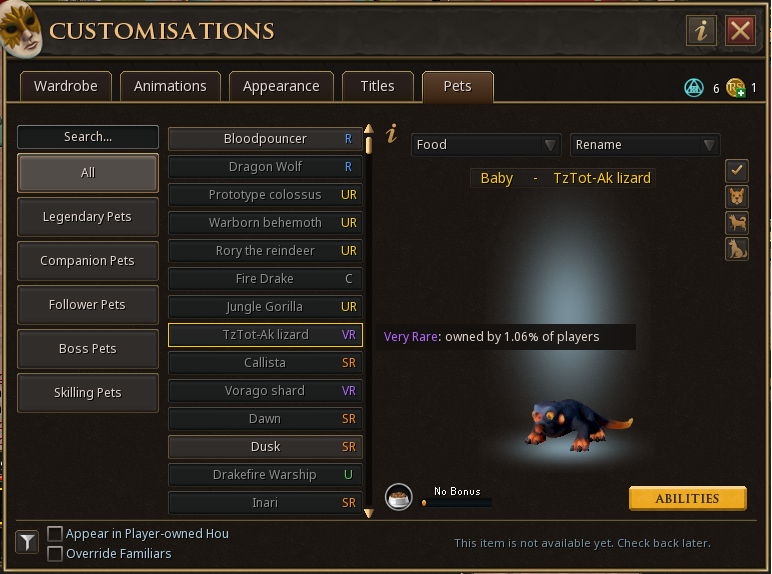 CUSTOMISATIONS
Wardrobe
Animations
Appearance
Titles
Pets
6
1
Search...
All
Legendary Pets
Companion Pets
Follower Pets
Boss Pets
Skilling Pets
Bloodpouncer R
Dragon Wolf R
Prototype colossus UR
Warborn behemoth UR
Rory the reindeer UR
Fire Drake C
Jungle Gorilla UR
TzTot-Ak lizard VR
Callista SR
Vorago shard VR
Dawn SR
Dusk SR
Drakefire Warship U
Inari SR
Food
Rename
Baby - TzTot-Ak lizard
Very Rare: owned by 1.06% of players
No Bonus
ABILITIES
Appear in Player-owned Hou
Override Familiars
This item is not available yet. Check back later.